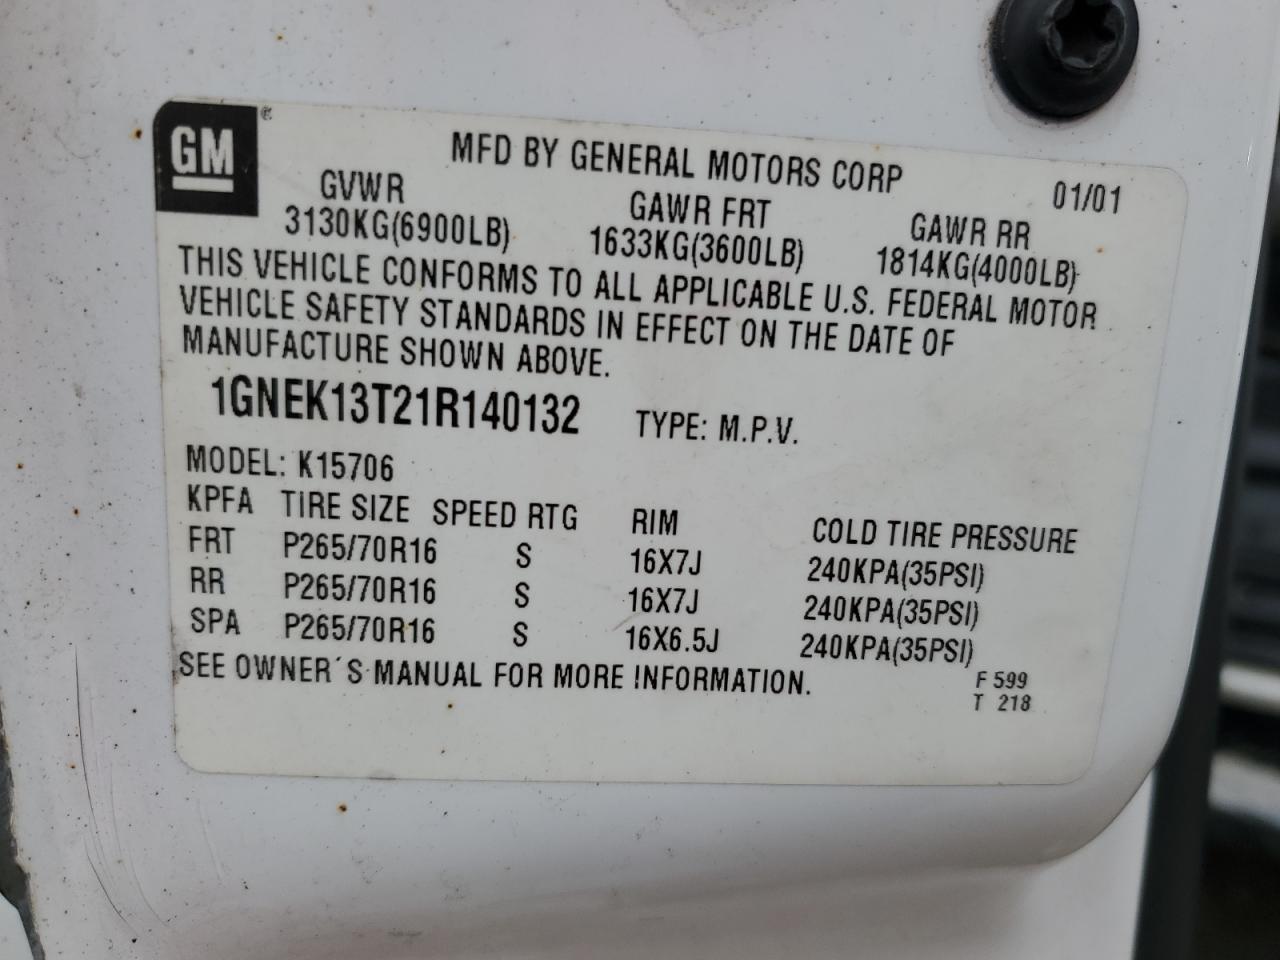 GM ®
MFD BY GENERAL MOTORS CORP 01/01
GVWR GAWR FRT GAWR RR
3130KG(6900LB) 1633KG(3600LB) 1814KG(4000LB)
THIS VEHICLE CONFORMS TO ALL APPLICABLE U.S. FEDERAL MOTOR
VEHICLE SAFETY STANDARDS IN EFFECT ON THE DATE OF
MANUFACTURE SHOWN ABOVE.
1GNEK13T21R140132 TYPE: M.P.V.
MODEL: K15706
KPFA TIRE SIZE SPEED RTG RIM COLD TIRE PRESSURE
FRT P265/70R16 S 16X7J 240KPA(35PSI)
RR P265/70R16 S 16X7J 240KPA(35PSI)
SPA P265/70R16 S 16X6.5J 240KPA(35PSI)
SEE OWNER´S MANUAL FOR MORE INFORMATION.
F 599
T 218